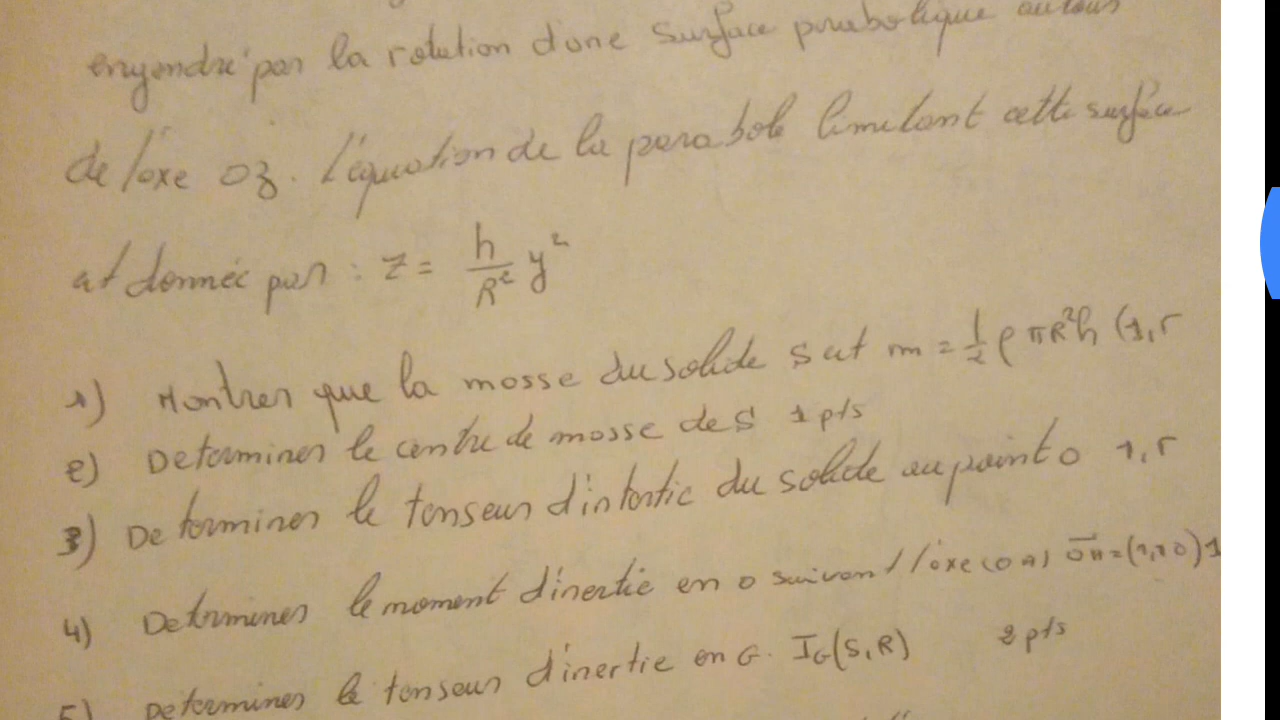 engendré par la rotation d'une surface parabolique autour
de l'axe oz. L'équation de la parabole limitant cette surface
est donnée par : Z = h/R² y²
1) Montrer que la masse du solide S est m = 1/2 ρ π R² h (1,5
2) Determiner le centre de masse de S 1 pts
3) Determiner le tenseur d'intertie du solide au point o 1,5
4) Determiner le moment d'inertie en o suivant l'axe (OA) = (1,1,0) 1
5) Determiner le tenseur d'inertie en G. I_G(S,R) 2 pts